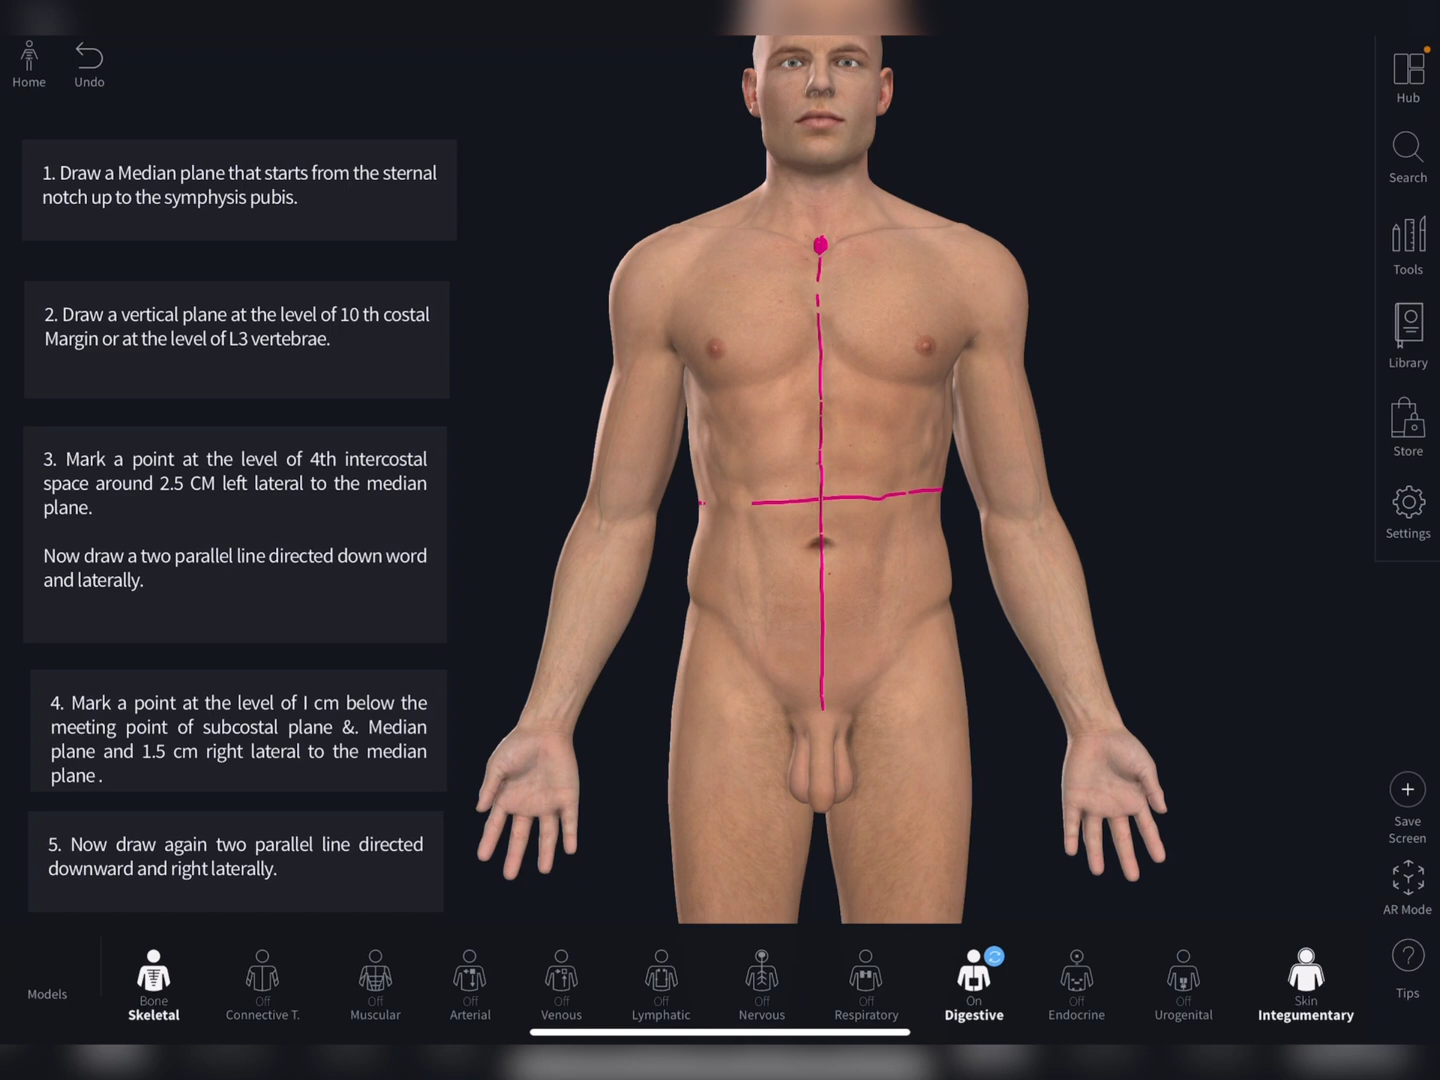 Home
Undo
1. Draw a Median plane that starts from the sternal
notch up to the symphysis pubis.
2. Draw a vertical plane at the level of 10 th costal
Margin or at the level of L3 vertebrae.
3. Mark a point at the level of 4th intercostal
space around 2.5 CM left lateral to the median
plane.
Now draw a two parallel line directed down word
and laterally.
4. Mark a point at the level of I cm below the
meeting point of subcostal plane &. Median
plane and 1.5 cm right lateral to the median
plane .
5. Now draw again two parallel line directed
downward and right laterally.
Hub
Search
Tools
Library
Store
Settings
Save
Screen
AR Mode
Tips
Models
Bone
Skeletal
Off
Connective T.
Off
Muscular
Off
Arterial
Off
Venous
Off
Lymphatic
Off
Nervous
Off
Respiratory
On
Digestive
Off
Endocrine
Off
Urogenital
Skin
Integumentary